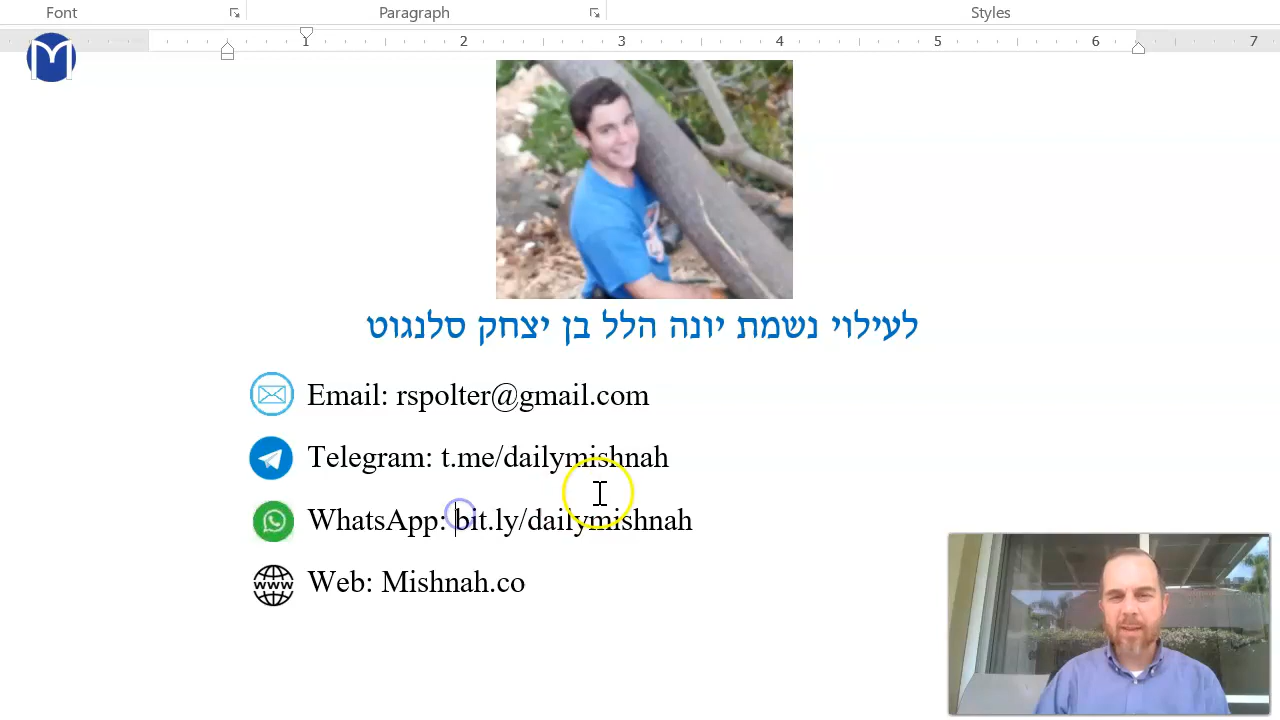 Font Paragraph Styles
1 2 3 4 5 6 7
M
לעילוי נשמת יונה הלל בן יצחק סלנגוט
Email: rspolter@gmail.com
Telegram: t.me/dailymishnah
WhatsApp: bit.ly/dailymishnah
www Web: Mishnah.co